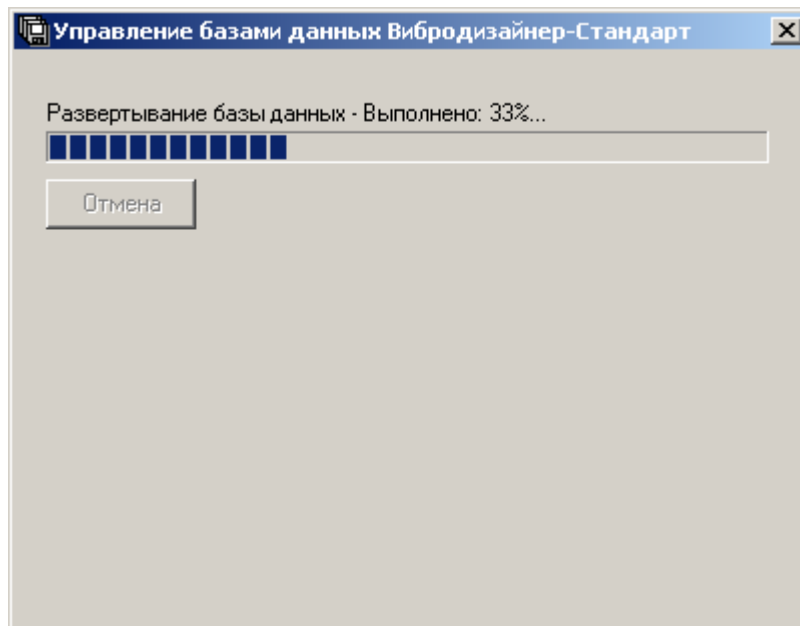 Управление базами данных Вибродизайнер-Стандарт
Развертывание базы данных - Выполнено: 33%...
Отмена